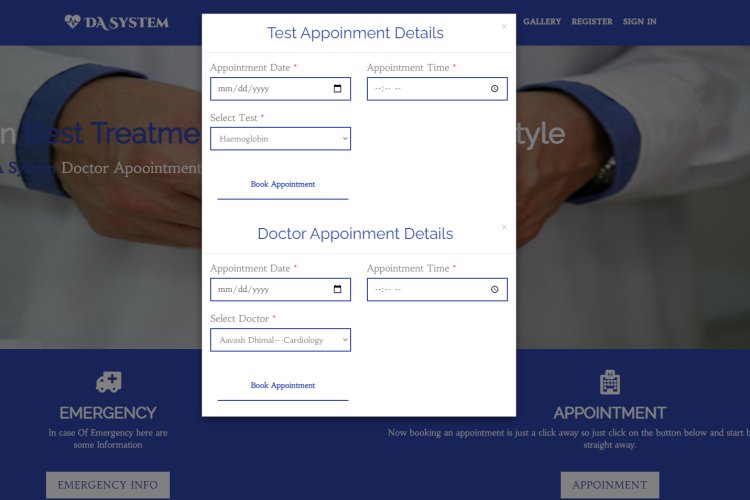 DA SYSTEM
GALLERY REGISTER SIGN IN
Test Appoinment Details
×
Appointment Date *
Appointment Time *
mm/dd/yyyy
--:-- --
Select Test *
Haemoglobin
Book Appointment
n Best Treatme
tyle
A System Doctor Apoointment
Doctor Appoinment Details
×
Appointment Date *
Appointment Time *
mm/dd/yyyy
--:-- --
Select Doctor *
Aavash Dhimal---Cardiology
Book Appointment
EMERGENCY
In case Of Emergency here are
some Information
EMERGENCY INFO
H
APPOINTMENT
Now booking an appointment is just a click away so just click on the button below and start b
straight away.
APPOINTMENT